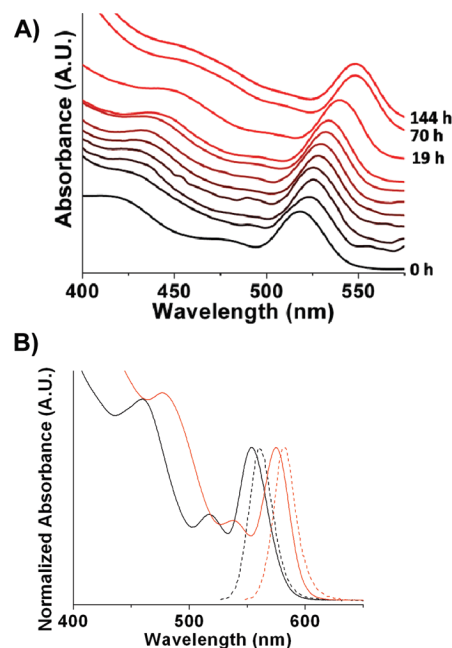 A)
Absorbance (A.U.)
144 h
70 h
19 h
0 h
400 450 500 550
Wavelength (nm)
B)
Normalized Absorbance (A.U.)
400 500 600
Wavelength (nm)